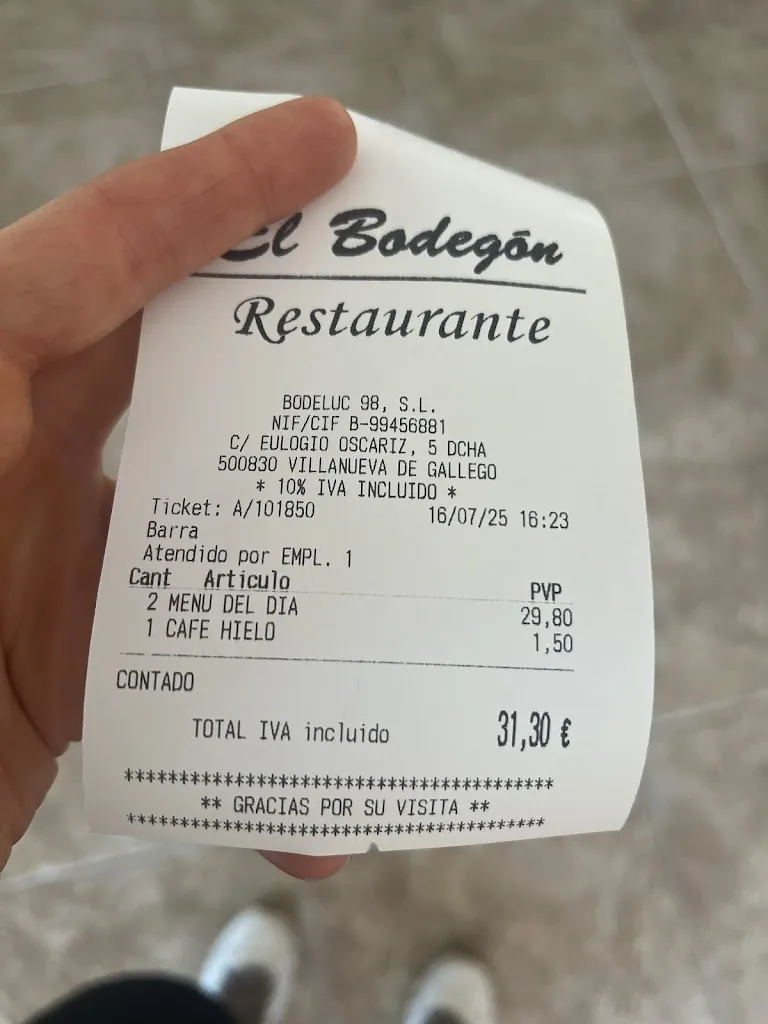 El Bodegón
Restaurante
BODELUC 98, S.L.
NIF/CIF B-99456881
C/ EULOGIO OSCARIZ, 5 DCHA
500830 VILLANUEVA DE GALLEGO
* 10% IVA INCLUIDO *
Ticket: A/101850 16/07/25 16:23
Barra
Atendido por EMPL. 1
Cant Artículo PVP
2 MENU DEL DIA 29,80
1 CAFE HIELO 1,50
CONTADO
TOTAL IVA incluido 31,30 €
****************************************
** GRACIAS POR SU VISITA **
****************************************